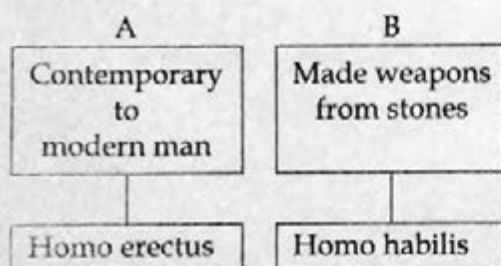 A
Contemporary
to
modern man
Homo erectus
B
Made weapons
from stones
Homo habilis